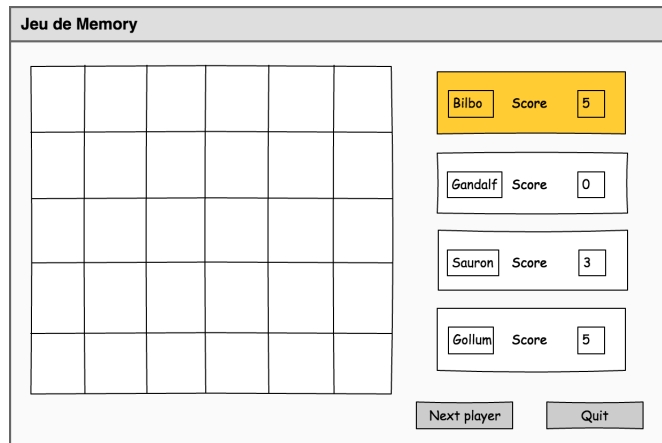 Jeu de Memory
Bilbo Score 5
Gandalf Score 0
Sauron Score 3
Gollum Score 5
Next player Quit